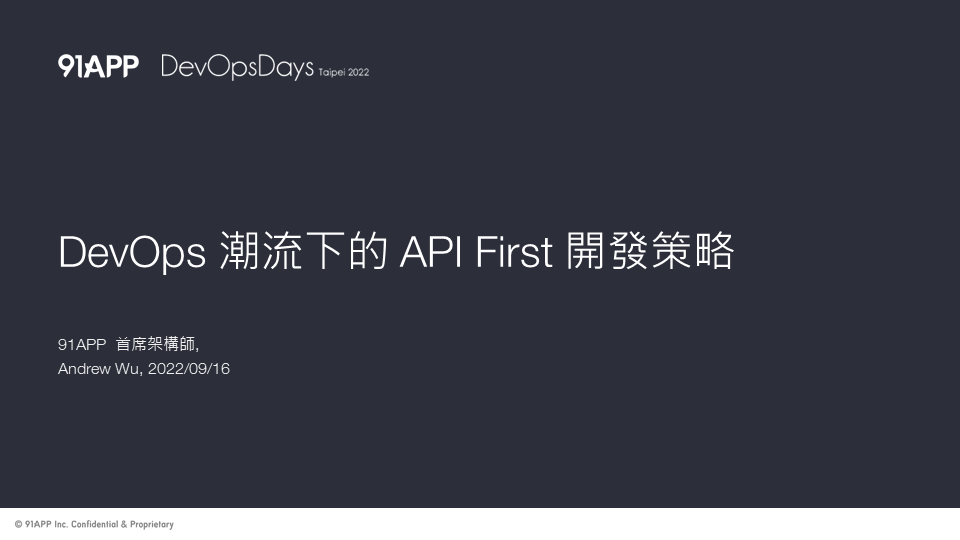 91APP DevOpsDays Taipei 2022
DevOps 潮流下的 API First 開發策略
91APP 首席架構師,
Andrew Wu, 2022/09/16
© 91APP Inc. Confidential & Proprietary